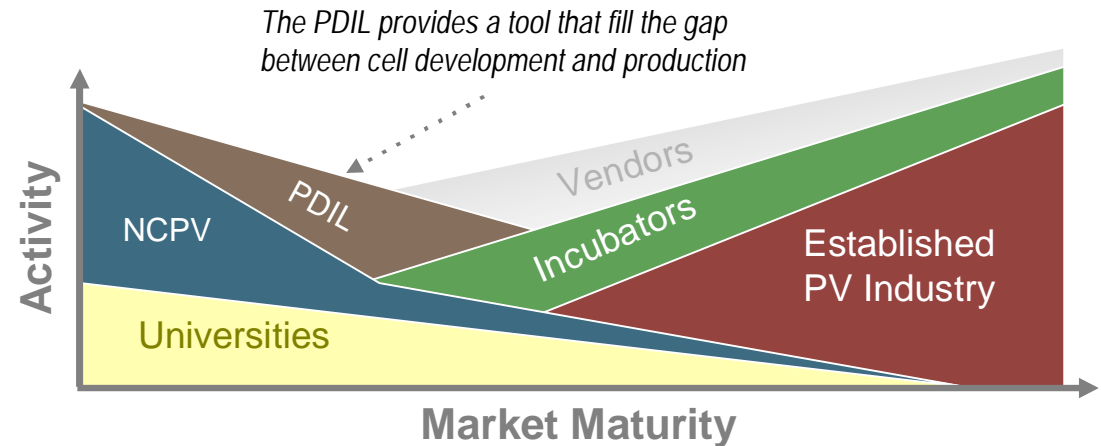 The PDIL provides a tool that fill the gap
between cell development and production
Activity
NCPV
PDIL
Vendors
Incubators
Established
PV Industry
Universities
Market Maturity